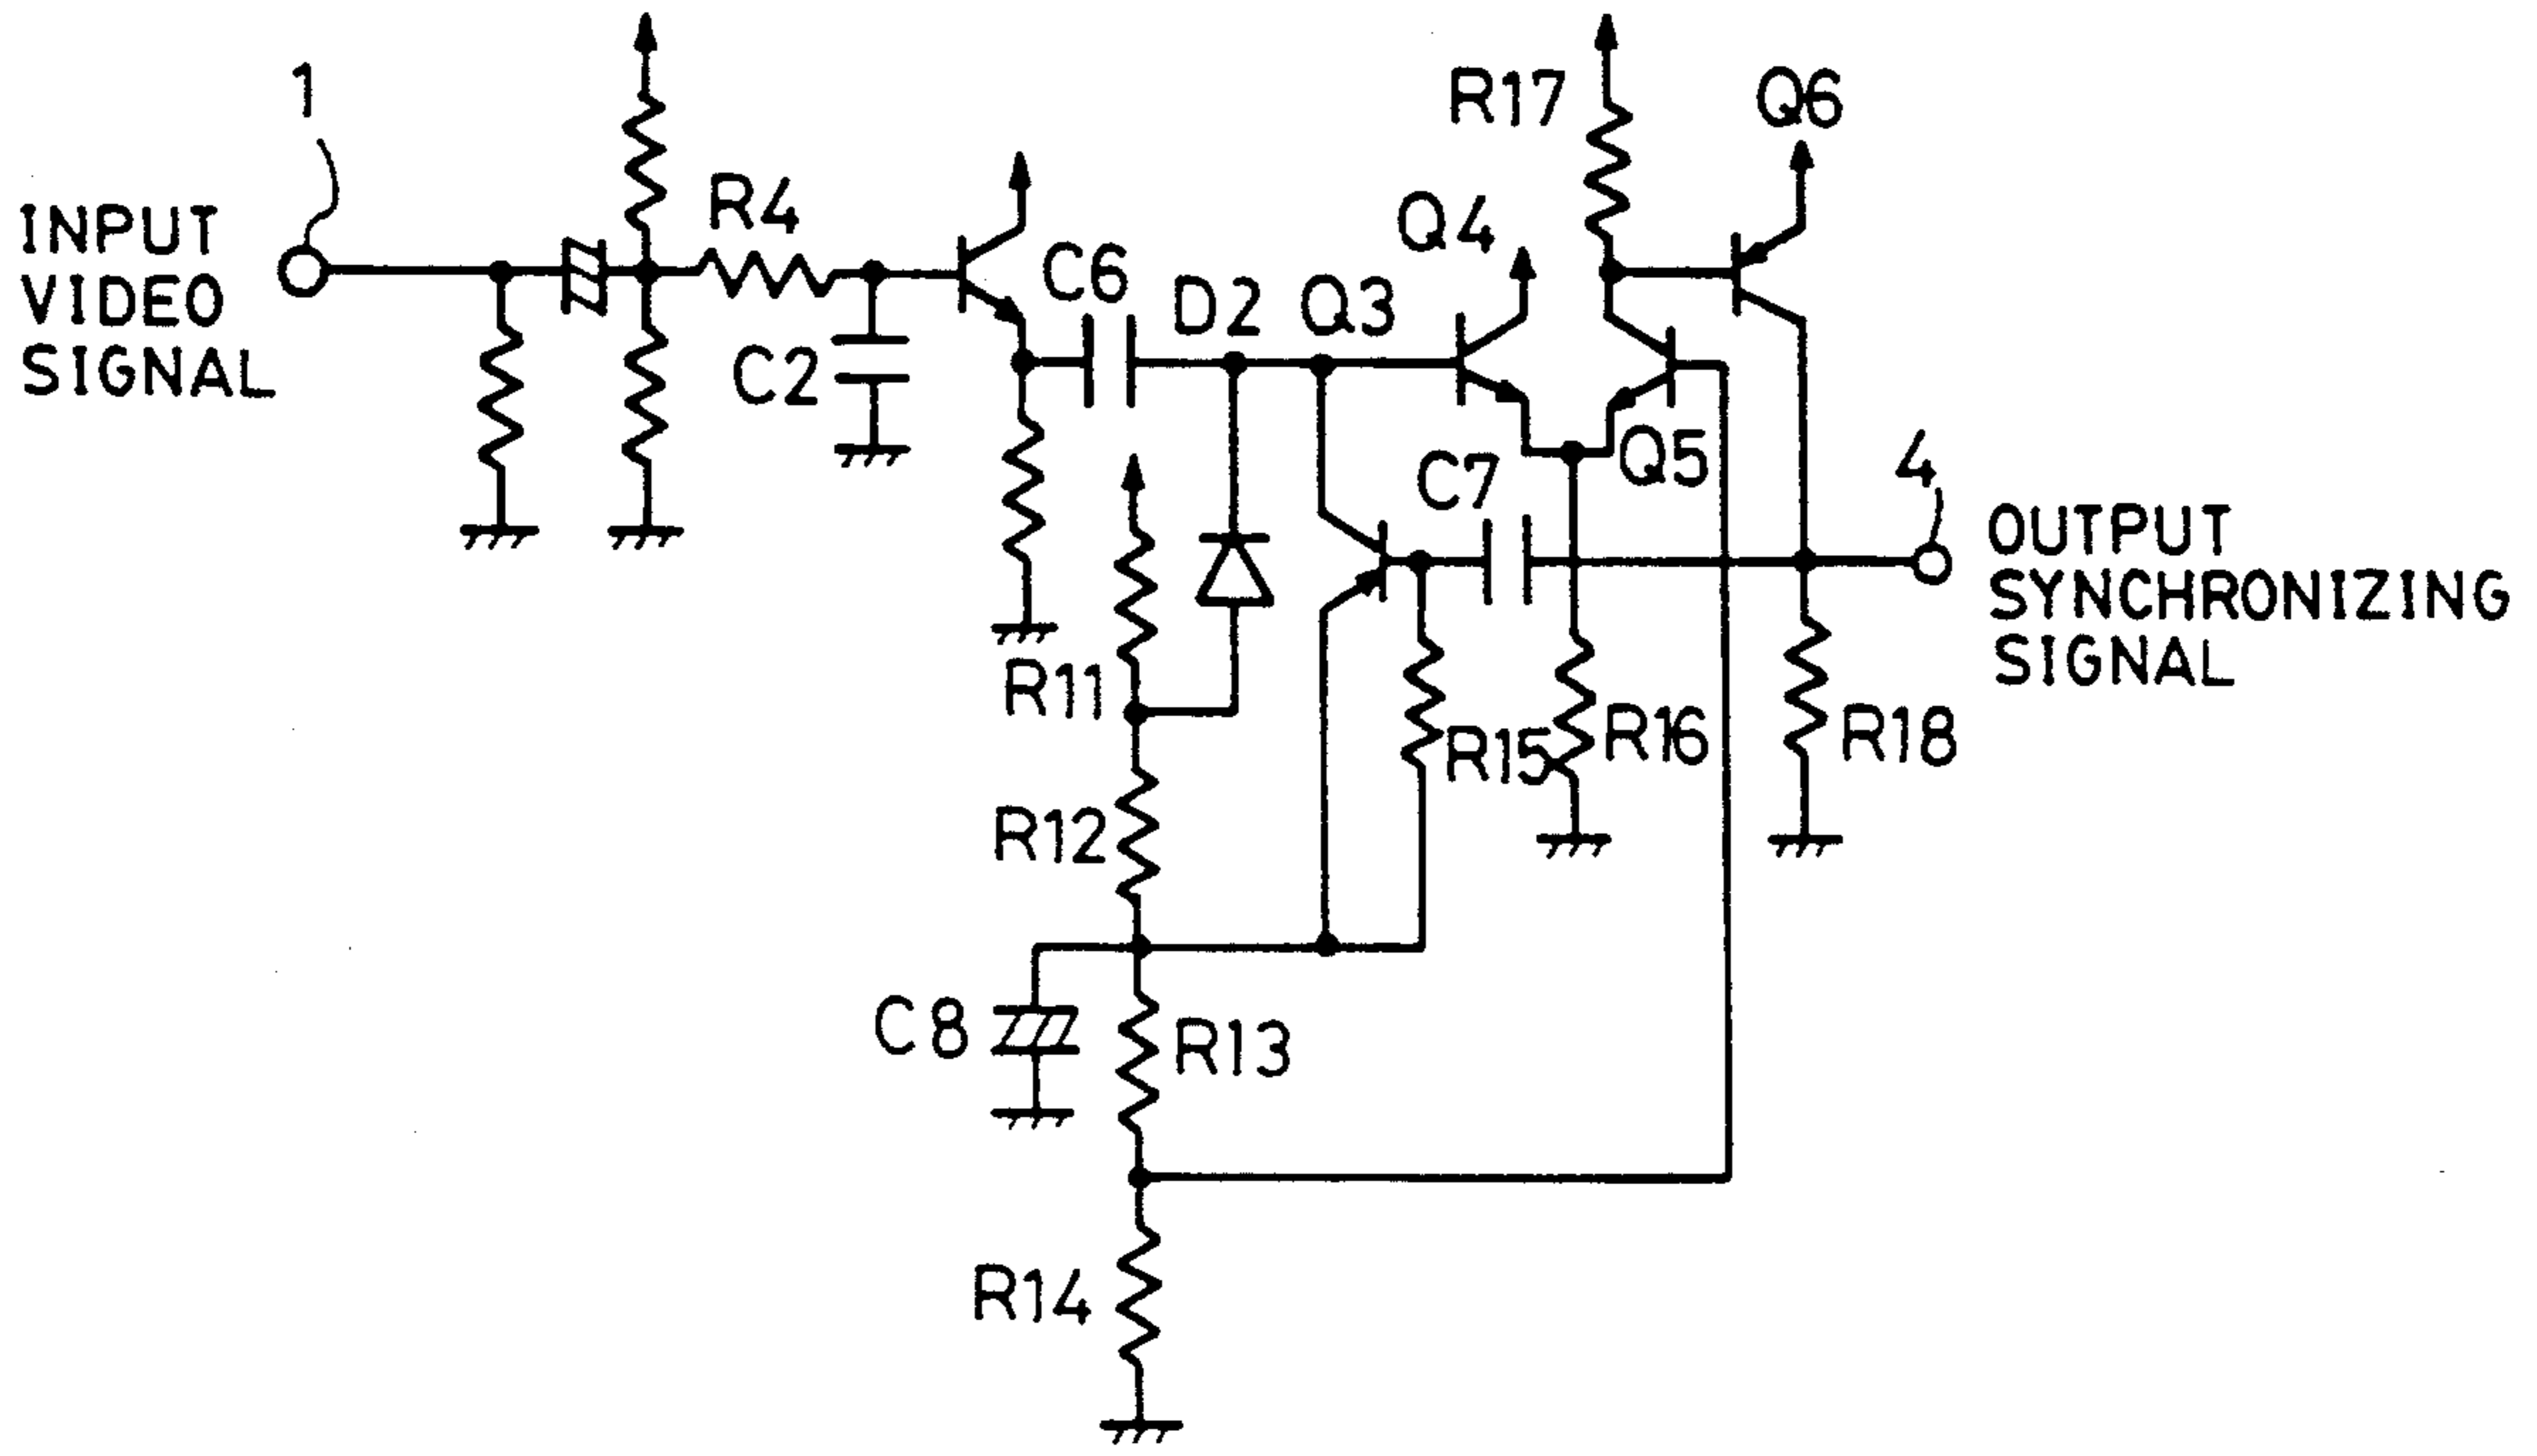 1
INPUT
VIDEO
SIGNAL
R4
C2
C6
D2
Q3
Q4
R17
Q6
Q5
C7
4
OUTPUT
SYNCHRONIZING
SIGNAL
R11
R15
R16
R18
R12
C8
R13
R14